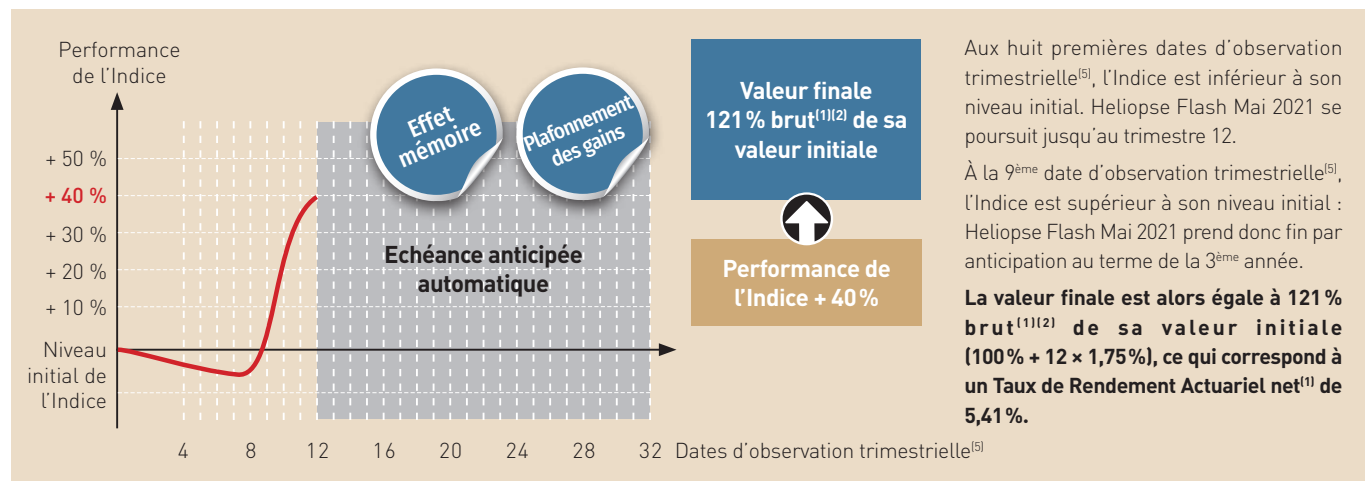 Performance
de l’Indice
+ 50 %
+ 40 %
+ 30 %
+ 20 %
+ 10 %
Niveau
initial de
l’Indice
4 8 12 16 20 24 28 32 Dates d’observation trimestrielle(5)
Effet
mémoire
Plafonnement
des gains
Echéance anticipée
automatique
Valeur finale
121 % brut(1)(2) de sa
valeur initiale
Performance de
l’Indice + 40 %
Aux huit premières dates d’observation
trimestrielle(5), l’Indice est inférieur à son
niveau initial. Heliopse Flash Mai 2021 se
poursuit jusqu’au trimestre 12.
À la 9ème date d’observation trimestrielle(5),
l’Indice est supérieur à son niveau initial :
Heliopse Flash Mai 2021 prend donc fin par
anticipation au terme de la 3ème année.
La valeur finale est alors égale à 121 %
brut(1)(2) de sa valeur initiale
(100 % + 12 × 1,75 %), ce qui correspond à
un Taux de Rendement Actuariel net(1) de
5,41 %.